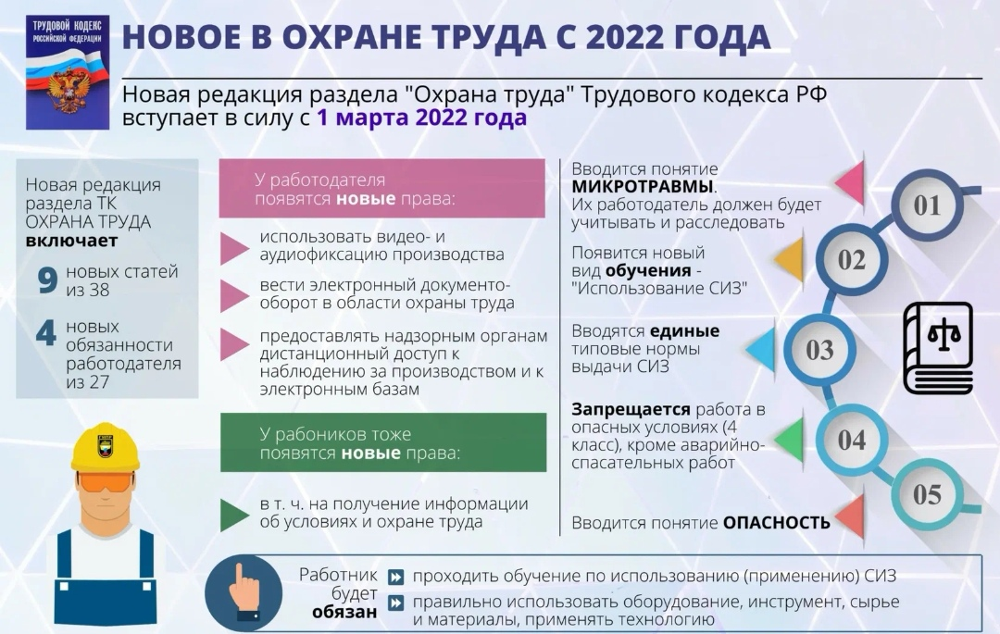 ТРУДОВОЙ КОДЕКС
РОССИЙСКОЙ ФЕДЕРАЦИИ
НОВОЕ В ОХРАНЕ ТРУДА С 2022 ГОДА
Новая редакция раздела "Охрана труда" Трудового кодекса РФ
вступает в силу с 1 марта 2022 года
Новая редакция
раздела ТК
ОХРАНА ТРУДА
включает
9 новых статей
из 38
4 новых
обязанности
работодателя
из 27
У работодателя
появятся новые права:
использовать видео- и
аудиофиксацию производства
вести электронный документо-
оборот в области охраны труда
предоставлять надзорным органам
дистанционный доступ к
наблюдению за производством и к
электронным базам
У рабоников тоже
появятся новые права:
в т. ч. на получение информации
об условиях и охране труда
Вводится понятие
МИКРОТРАВМЫ.
Их работодатель должен будет
учитывать и расследовать
01
Появится новый
вид обучения -
"Использование СИЗ"
02
Вводятся единые
типовые нормы
выдачи СИЗ
03
Запрещается работа в
опасных условиях (4
класс), кроме аварийно-
спасательных работ
04
Вводится понятие ОПАСНОСТЬ
05
Работник
будет
обязан
проходить обучение по использованию (применению) СИЗ
правильно использовать оборудование, инструмент, сырье
и материалы, применять технологию